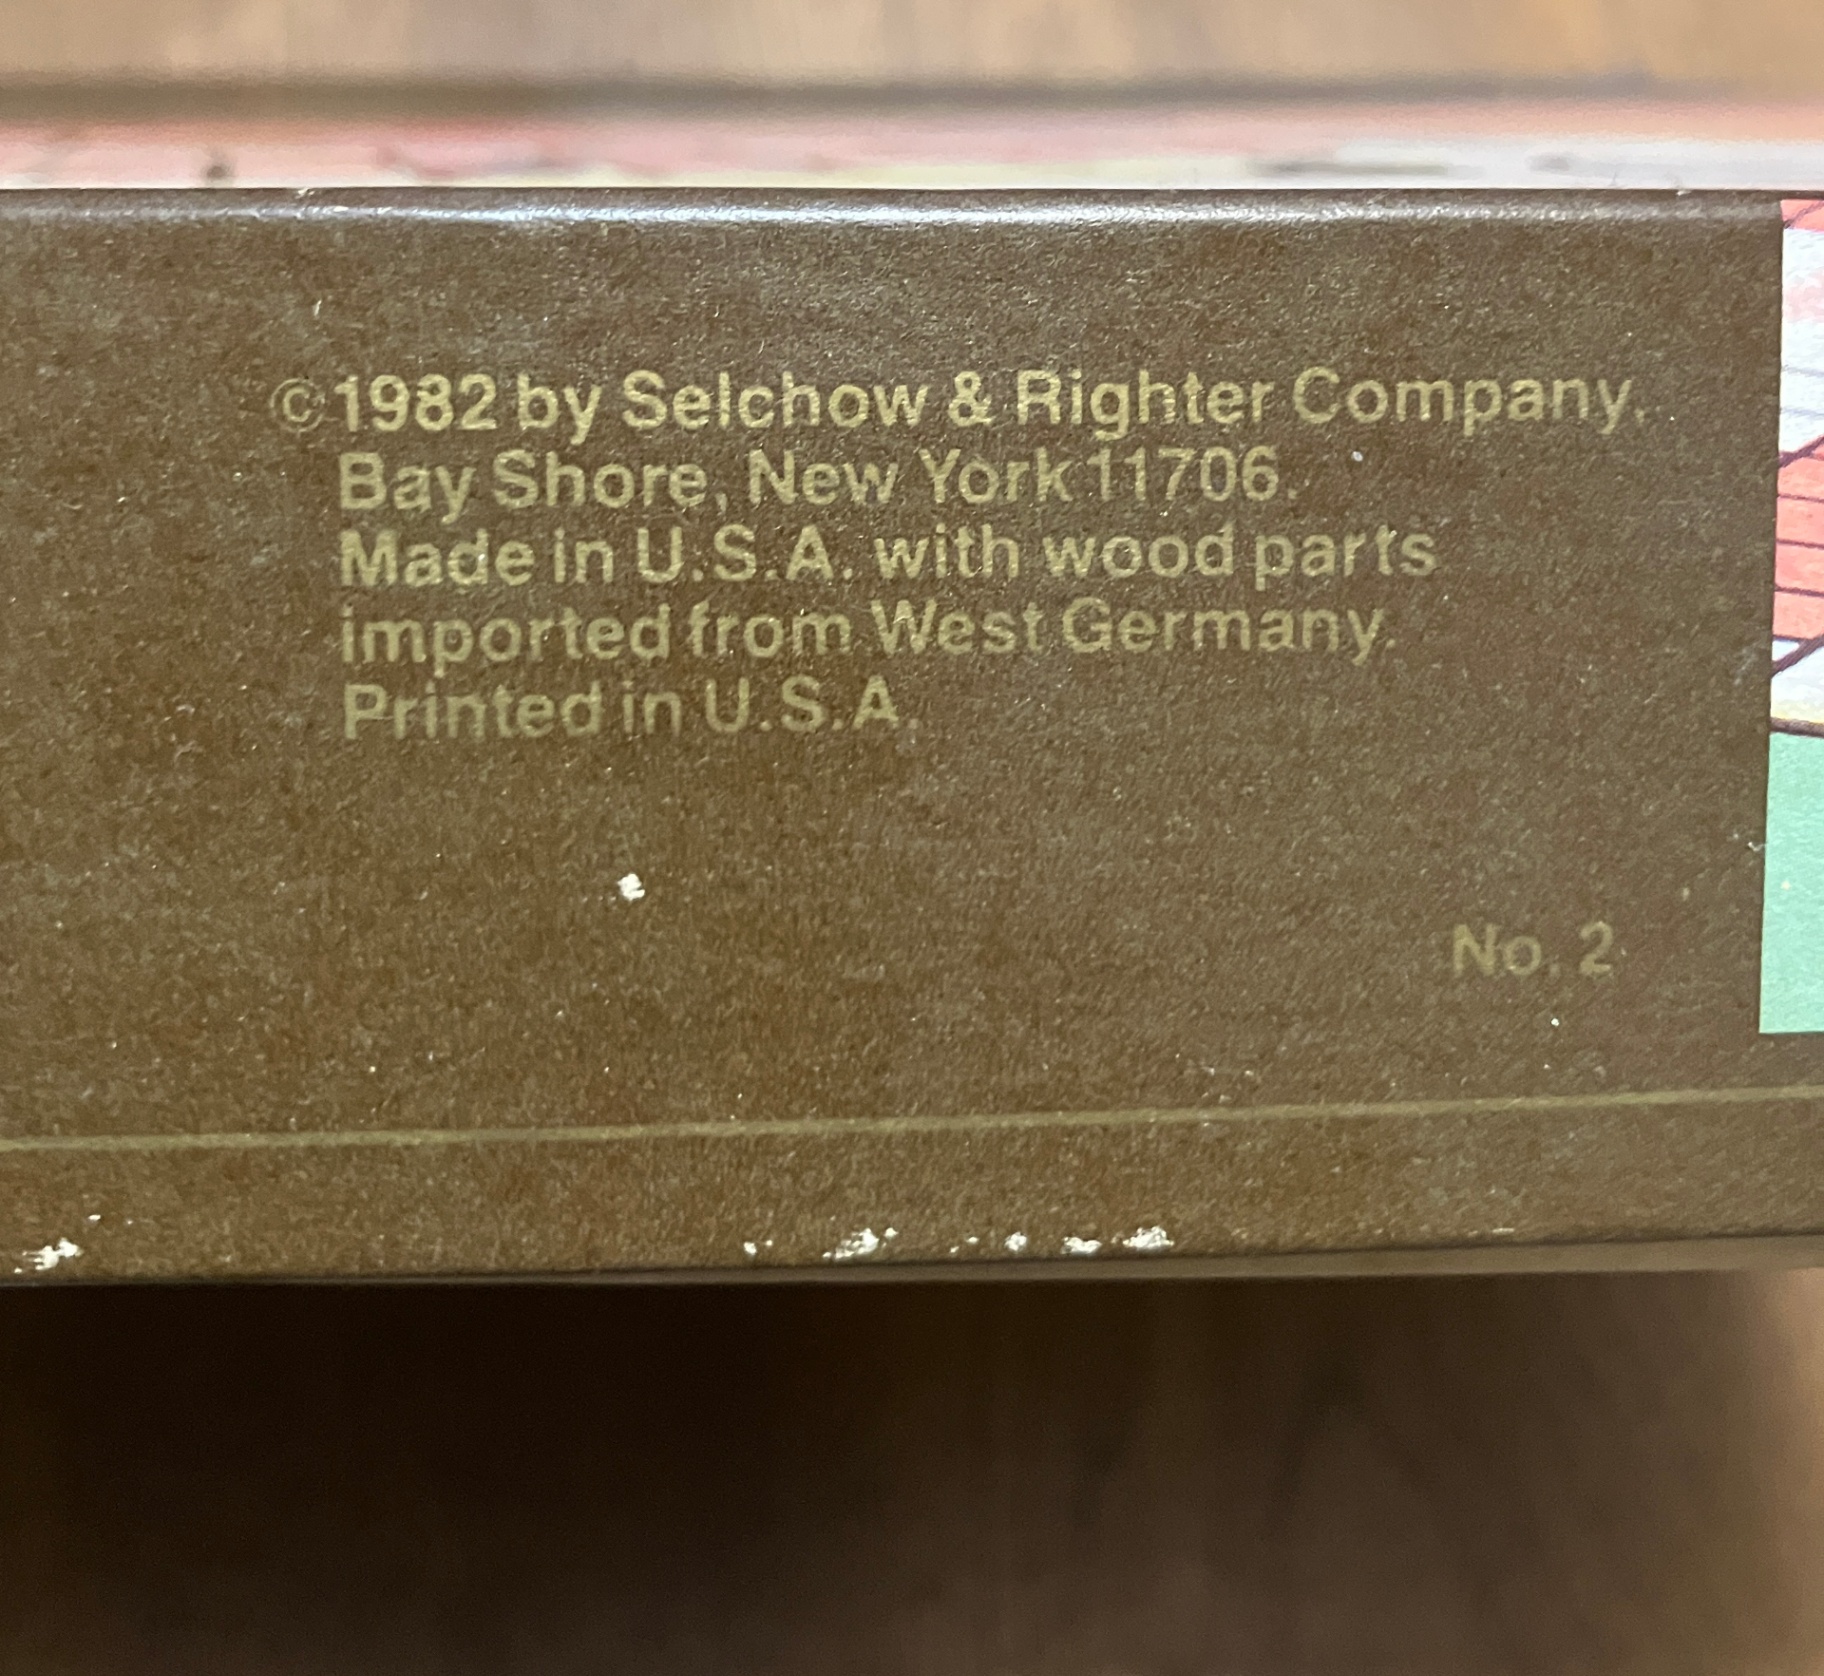 ©1982 by Selchow & Righter Company,
Bay Shore, New York 11706.
Made in U.S.A. with wood parts
imported from West Germany.
Printed in U.S.A.
No. 2